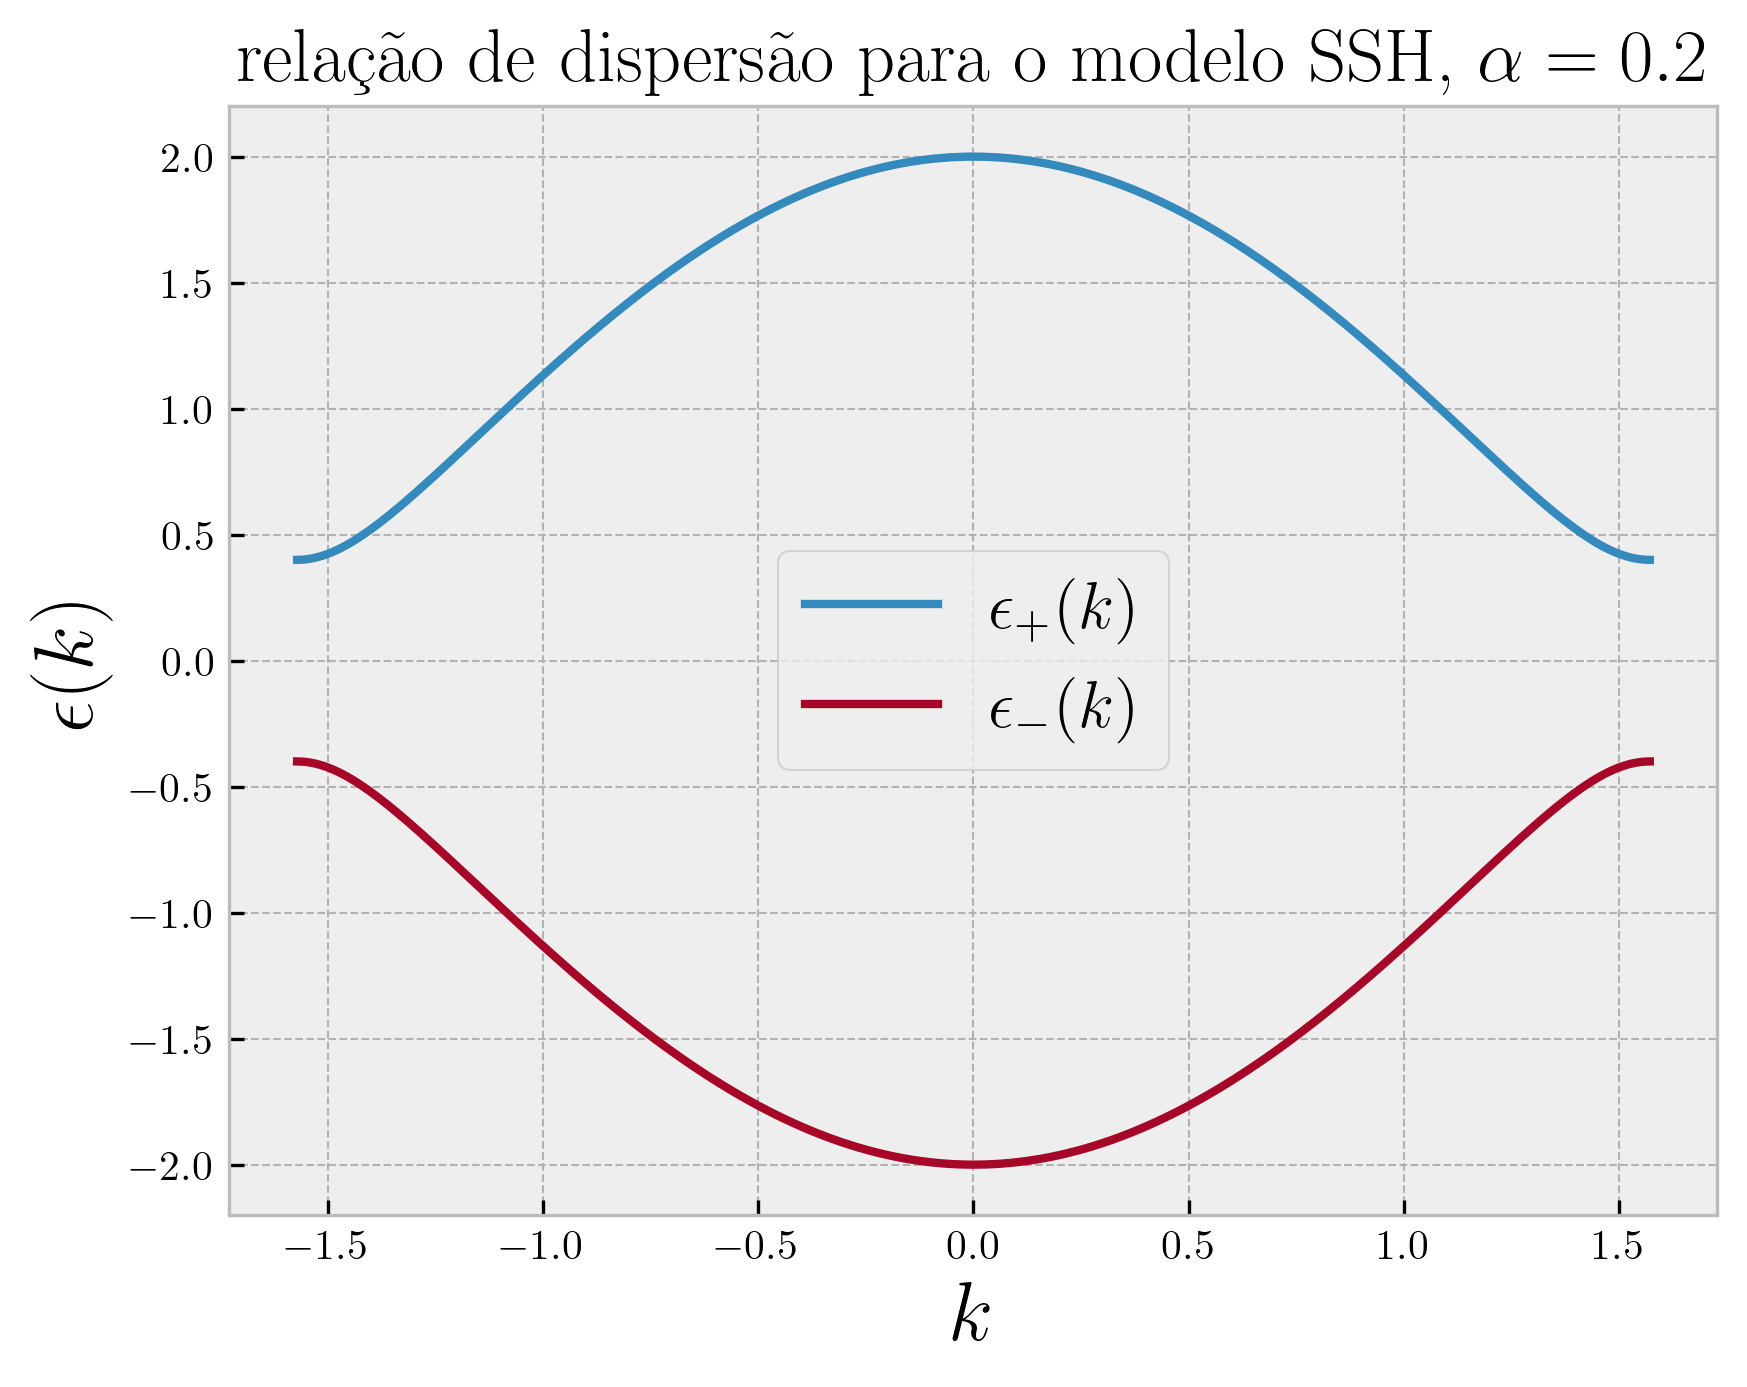 relação de dispersão para o modelo SSH, α = 0.2
2.0
1.5
1.0
0.5
0.0
−0.5
−1.0
−1.5
−2.0
ϵ(k)
ϵ₊(k)
ϵ₋(k)
−1.5 −1.0 −0.5 0.0 0.5 1.0 1.5
k